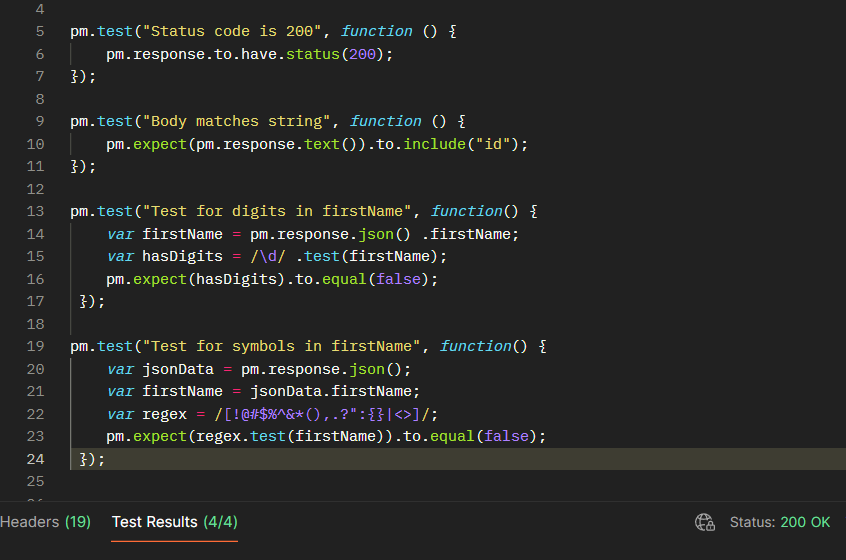 4
5 pm.test("Status code is 200", function () {
6     pm.response.to.have.status(200);
7 });
8
9 pm.test("Body matches string", function () {
10     pm.expect(pm.response.text()).to.include("id");
11 });
12
13 pm.test("Test for digits in firstName", function() {
14     var firstName = pm.response.json() .firstName;
15     var hasDigits = /\d/ .test(firstName);
16     pm.expect(hasDigits).to.equal(false);
17  });
18
19 pm.test("Test for symbols in firstName", function() {
20     var jsonData = pm.response.json();
21     var firstName = jsonData.firstName;
22     var regex = /[!@#$%^&*(),.?":{}|<>]/;
23     pm.expect(regex.test(firstName)).to.equal(false);
24  });
25
Headers (19) Test Results (4/4) Status: 200 OK